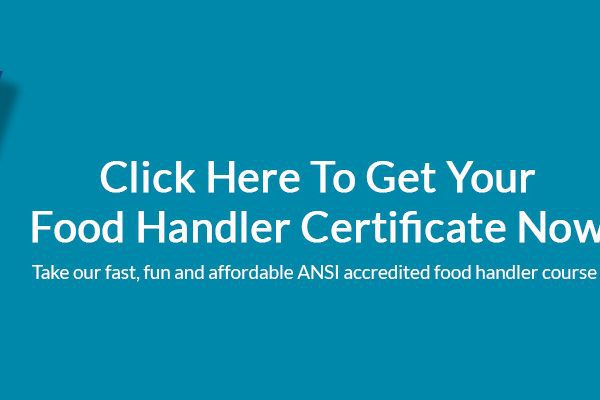 Click Here To Get Your
Food Handler Certificate Now
Take our fast, fun and affordable ANSI accredited food handler course